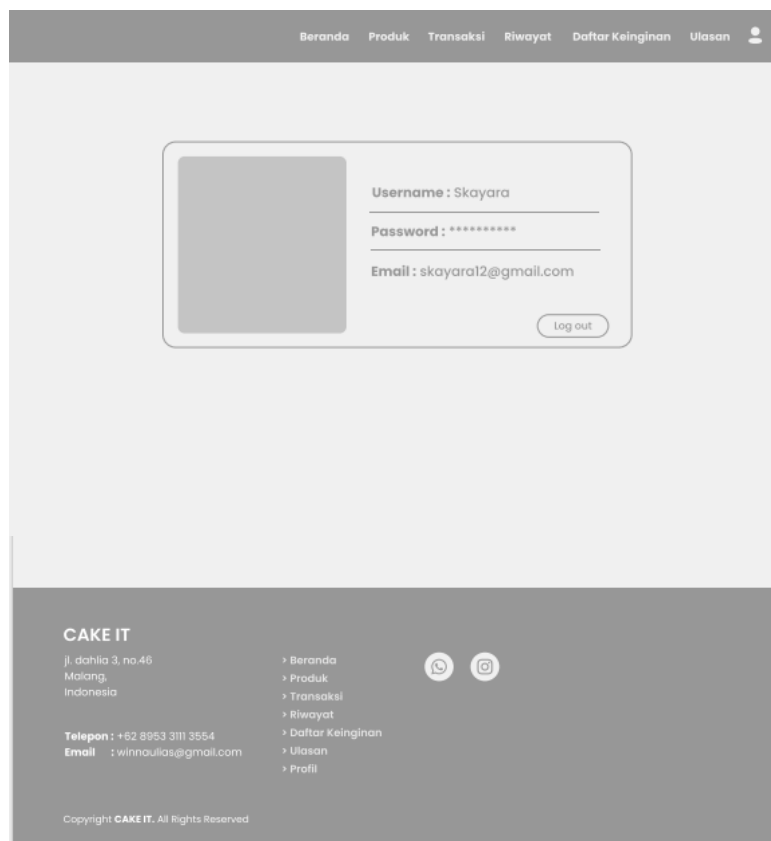 Beranda Produk Transaksi Riwayat Daftar Keinginan Ulasan
Username : Skayara
Password : **********
Email : skayara12@gmail.com
Log out
CAKE IT
jl. dahlia 3, no.46
Malang,
Indonesia
Telepon : +62 8953 3111 3554
Email : winnaulias@gmail.com
> Beranda
> Produk
> Transaksi
> Riwayat
> Daftar Keinginan
> Ulasan
> Profil
Copyright CAKE IT. All Rights Reserved